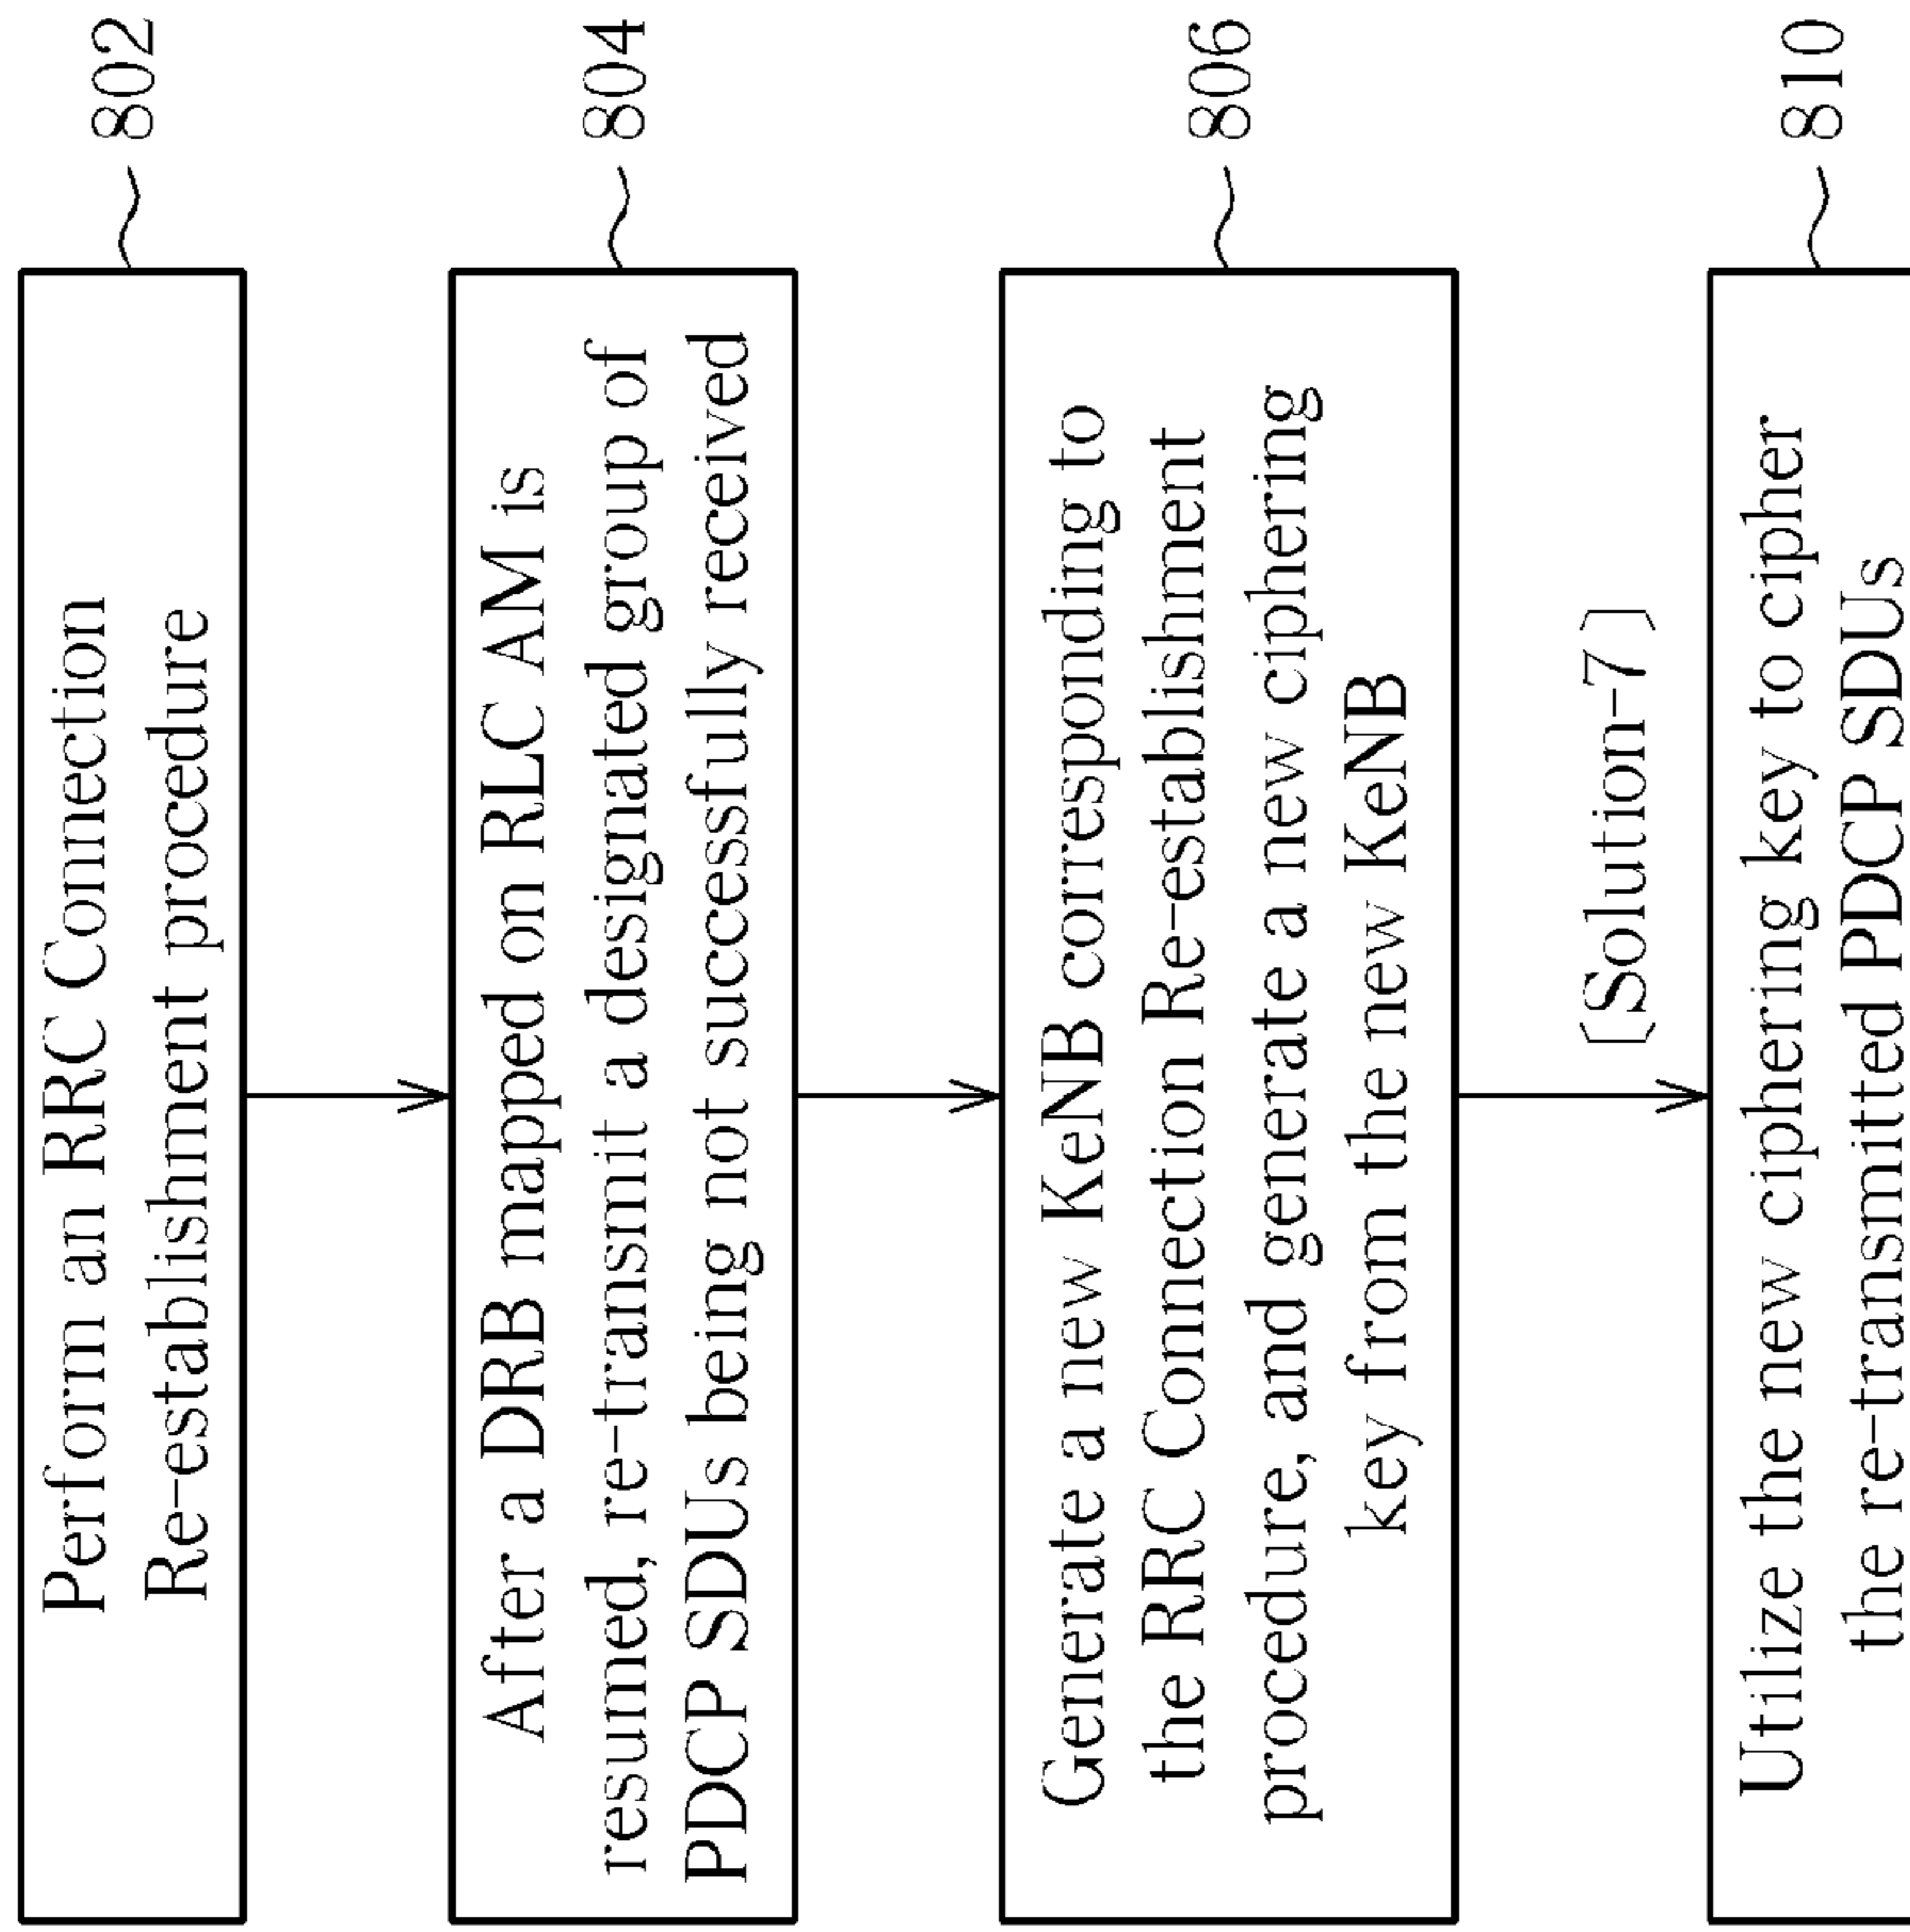 Perform an RRC Connection
Re-establishment procedure
802
After a DRB mapped on RLC AM is
resumed, re-transmit a designated group of
PDCP SDUs being not successfully received
804
Generate a new KeNB corresponding to
the RRC Connection Re-establishment
procedure, and generate a new ciphering
key from the new KeNB
806
(Solution-7)
Utilize the new ciphering key to cipher
the re-transmitted PDCP SDUs
810